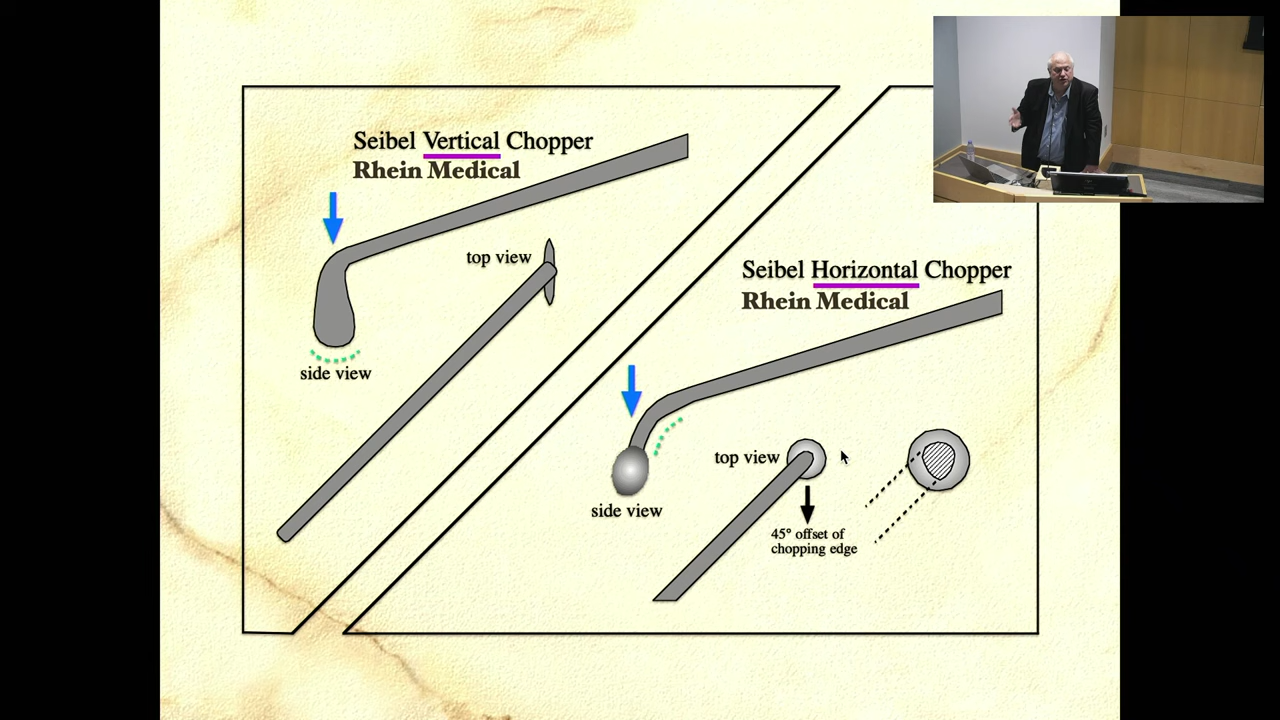 Seibel Vertical Chopper
Rhein Medical
top view
side view
Seibel Horizontal Chopper
Rhein Medical
top view
side view
45° offset of
chopping edge